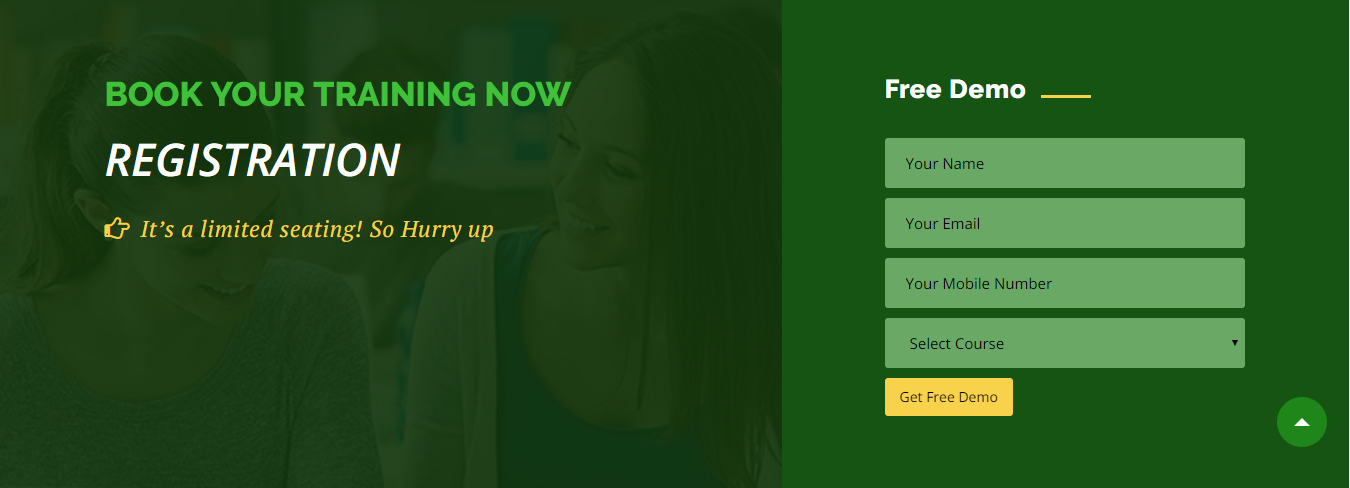 BOOK YOUR TRAINING NOW
REGISTRATION
It's a limited seating! So Hurry up
Free Demo
Your Name
Your Email
Your Mobile Number
Select Course
Get Free Demo